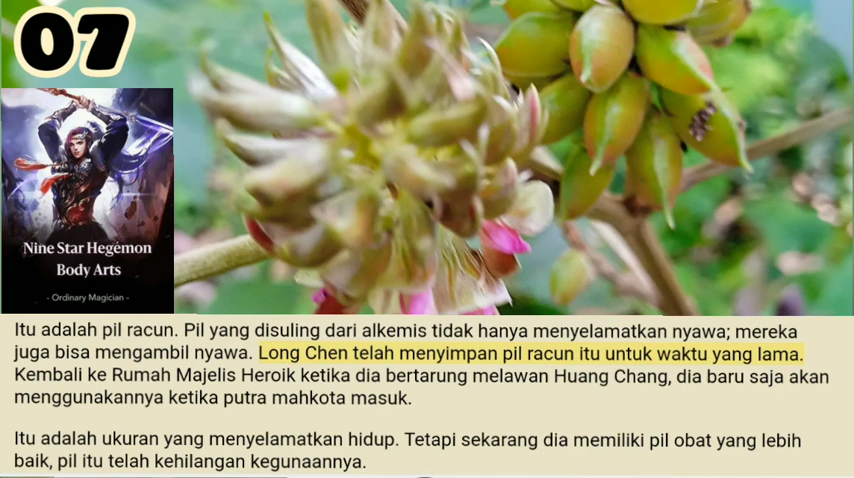 07
Nine Star Hegemon
Body Arts
- Ordinary Magician -
Itu adalah pil racun. Pil yang disuling dari alkemis tidak hanya menyelamatkan nyawa; mereka
juga bisa mengambil nyawa. Long Chen telah menyimpan pil racun itu untuk waktu yang lama.
Kembali ke Rumah Majelis Heroik ketika dia bertarung melawan Huang Chang, dia baru saja akan
menggunakannya ketika putra mahkota masuk.
Itu adalah ukuran yang menyelamatkan hidup. Tetapi sekarang dia memiliki pil obat yang lebih
baik, pil itu telah kehilangan kegunaannya.